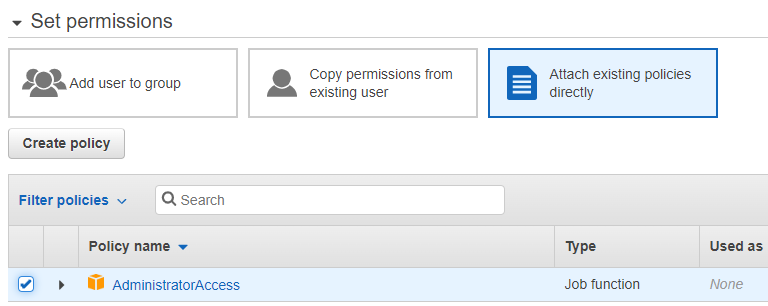 Set permissions
Add user to group
Copy permissions from
existing user
Attach existing policies
directly
Create policy
Filter policies
Search
Policy name
Type
Used as
AdministratorAccess
Job function
None